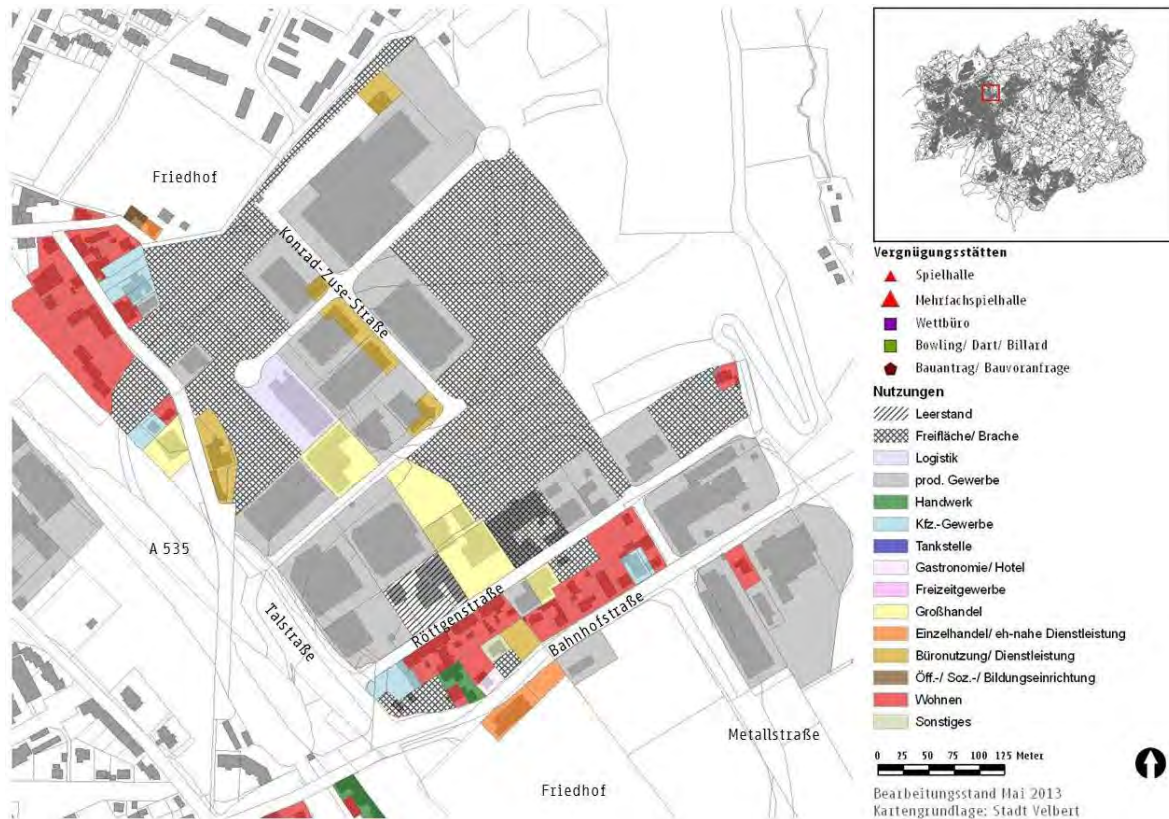 Friedhof
Konrad-Zuse-Straße
A 535
Talstraße
Röttgenstraße
Bahnhofstraße
Metallstraße
Friedhof
Vergnügungsstätten
Spielhalle
Mehrfachspielhalle
Wettbüro
Bowling/ Dart/ Billard
Bauantrag/ Bauvoranfrage
Nutzungen
Leerstand
Freifläche/ Brache
Logistik
prod. Gewerbe
Handwerk
Kfz.-Gewerbe
Tankstelle
Gastronomie/ Hotel
Freizeitgewerbe
Großhandel
Einzelhandel/ eh-nahe Dienstleistung
Büronutzung/ Dienstleistung
Öff.-/ Soz.-/ Bildungseinrichtung
Wohnen
Sonstiges
0 25 50 75 100 125 Meter
Bearbeitungsstand Mai 2013
Kartengrundlage: Stadt Velbert